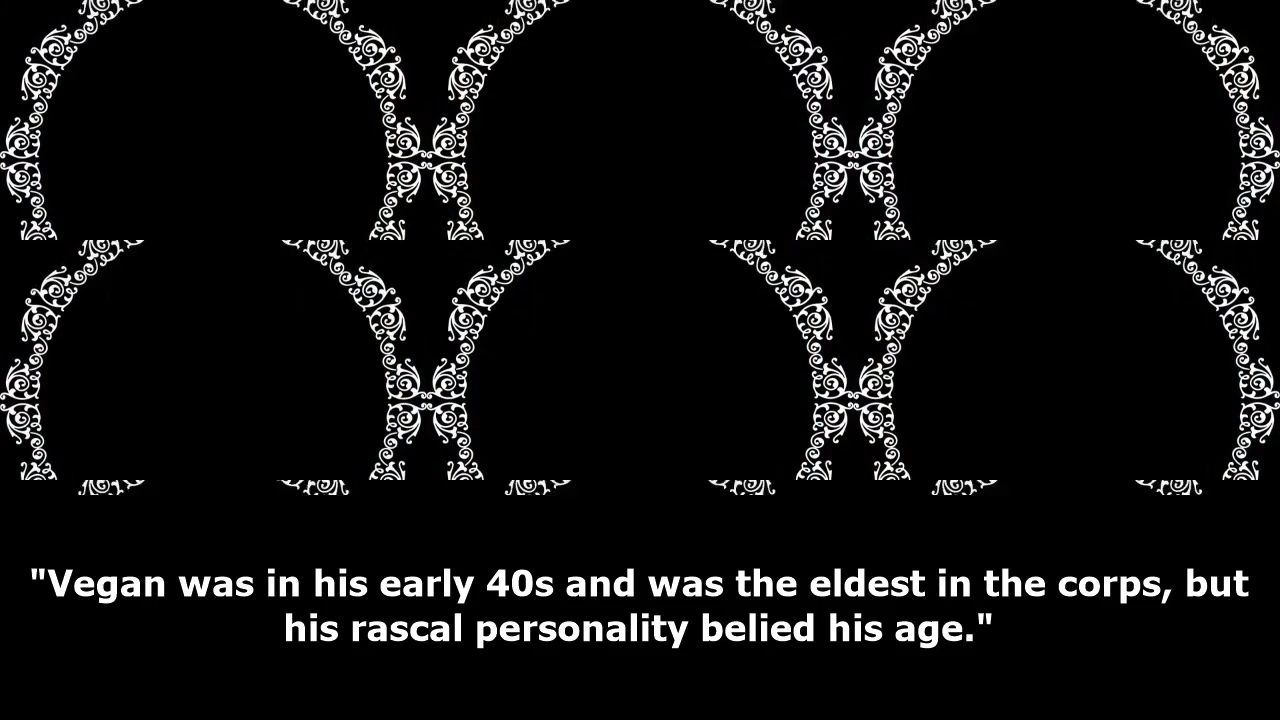 "Vegan was in his early 40s and was the eldest in the corps, but
his rascal personality belied his age."